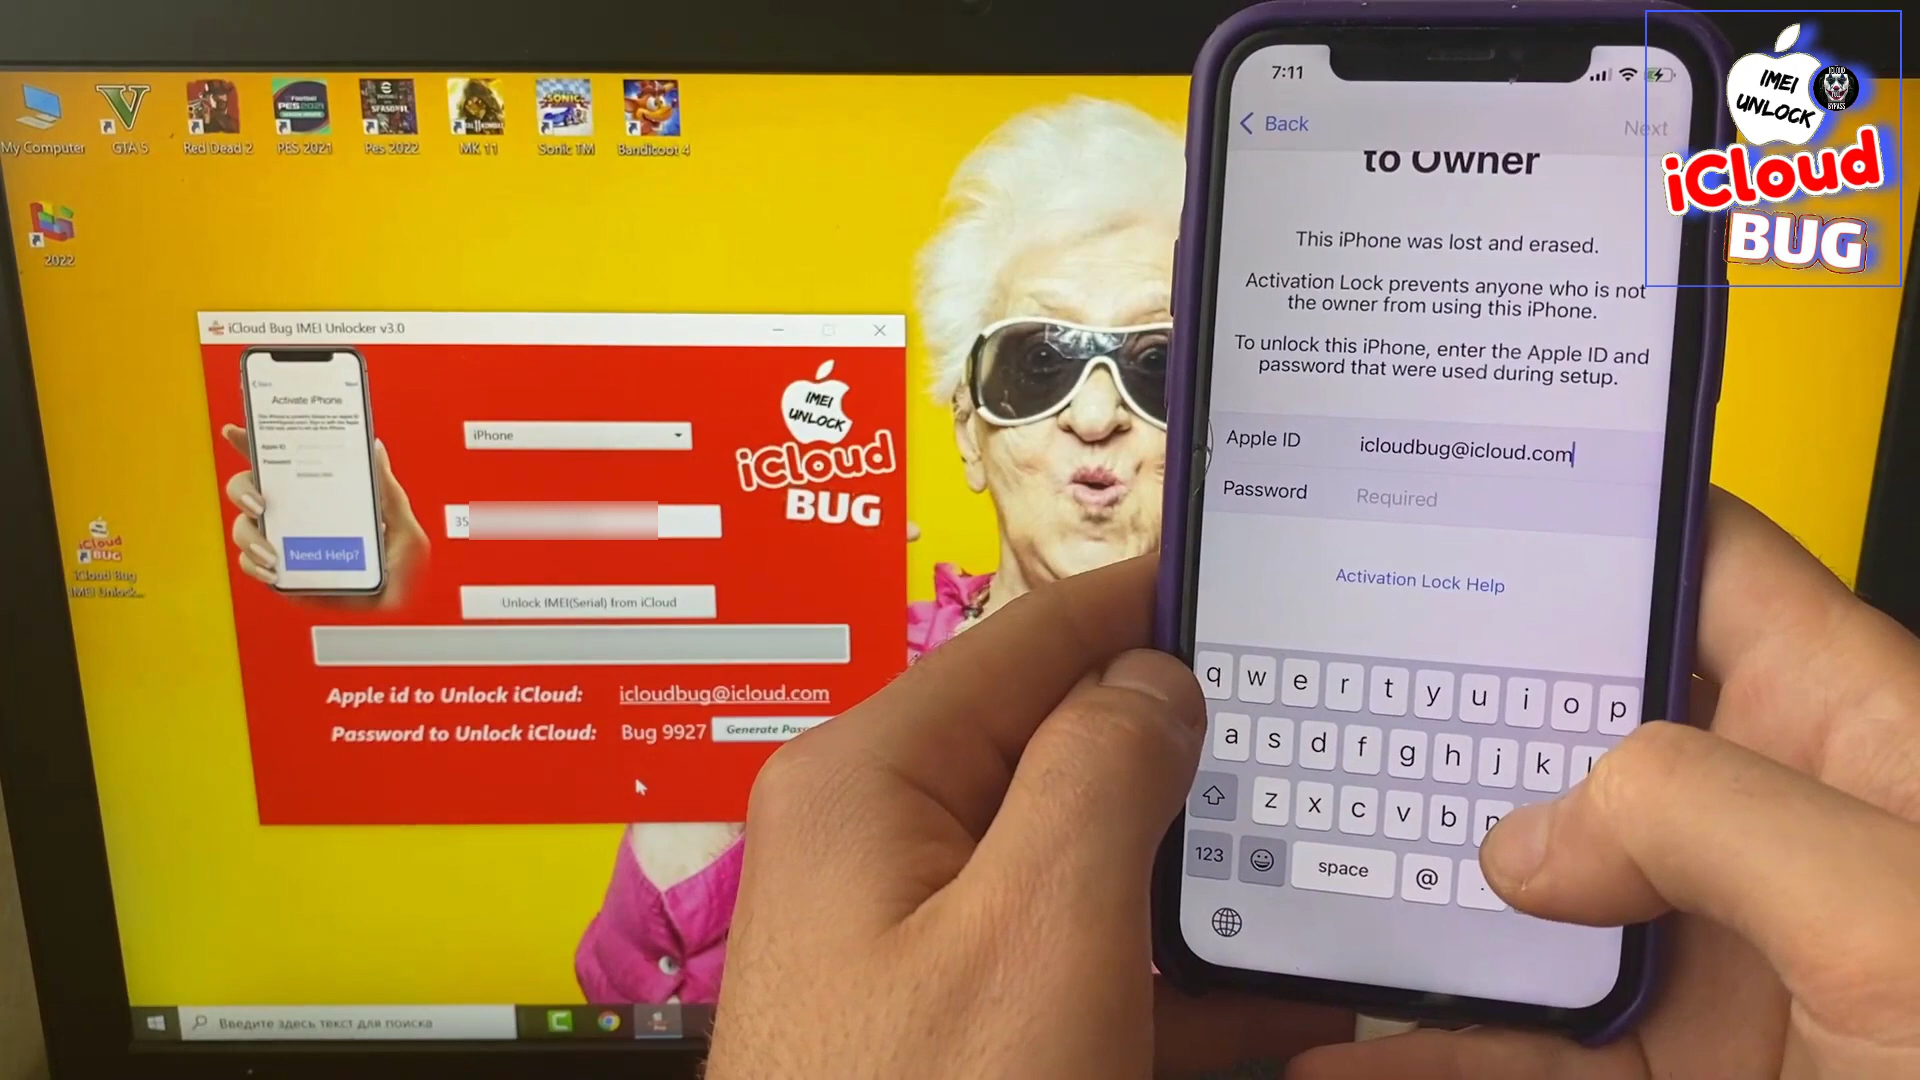 My Computer
GTA 5
Red Dead 2
PES 2021
Pes 2022
MK 11
Sonic TM
Bandicoot 4
2022
iCloud
BUG
iCloud Bug
IMEI Unlock...
iCloud Bug IMEI Unlocker v3.0
Activate iPhone
Need Help?
iPhone
35
Unlock IMEI(Serial) from iCloud
IMEI
UNLOCK
iCloud
BUG
Apple id to Unlock iCloud: icloudbug@icloud.com
Password to Unlock iCloud: Bug 9927
Generate
Введите здесь текст для поиска
7:11
Back
Next
to Owner
This iPhone was lost and erased.
Activation Lock prevents anyone who is not
the owner from using this iPhone.
To unlock this iPhone, enter the Apple ID and
password that were used during setup.
Apple ID icloudbug@icloud.com
Password Required
Activation Lock Help
q w e r t y u i o p
a s d f g h j k
z x c v b n
123 space @ .
IMEI
UNLOCK
iCloud
BUG